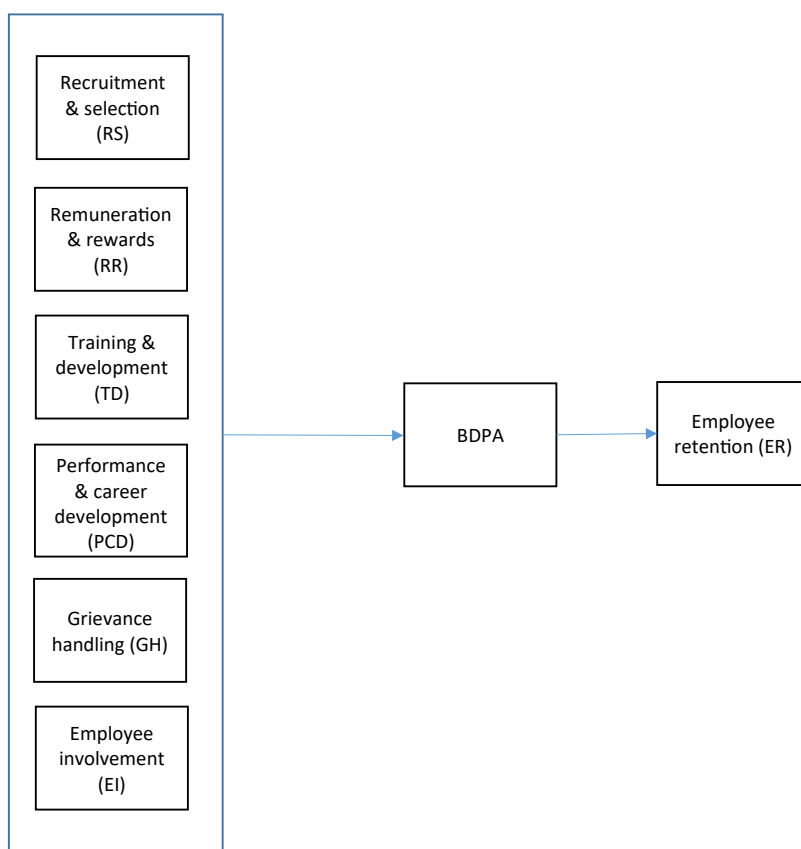 Recruitment
& selection
(RS)
Remuneration
& rewards
(RR)
Training &
development
(TD)
Performance
& career
development
(PCD)
Grievance
handling (GH)
Employee
involvement
(EI)
BDPA
Employee
retention (ER)